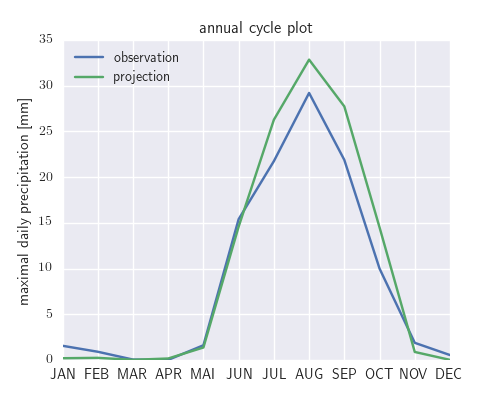 annual cycle plot
observation
projection
maximal daily precipitation [mm]
35
30
25
20
15
10
5
0
JAN FEB MAR APR MAI JUN JUL AUG SEP OCT NOV DEC